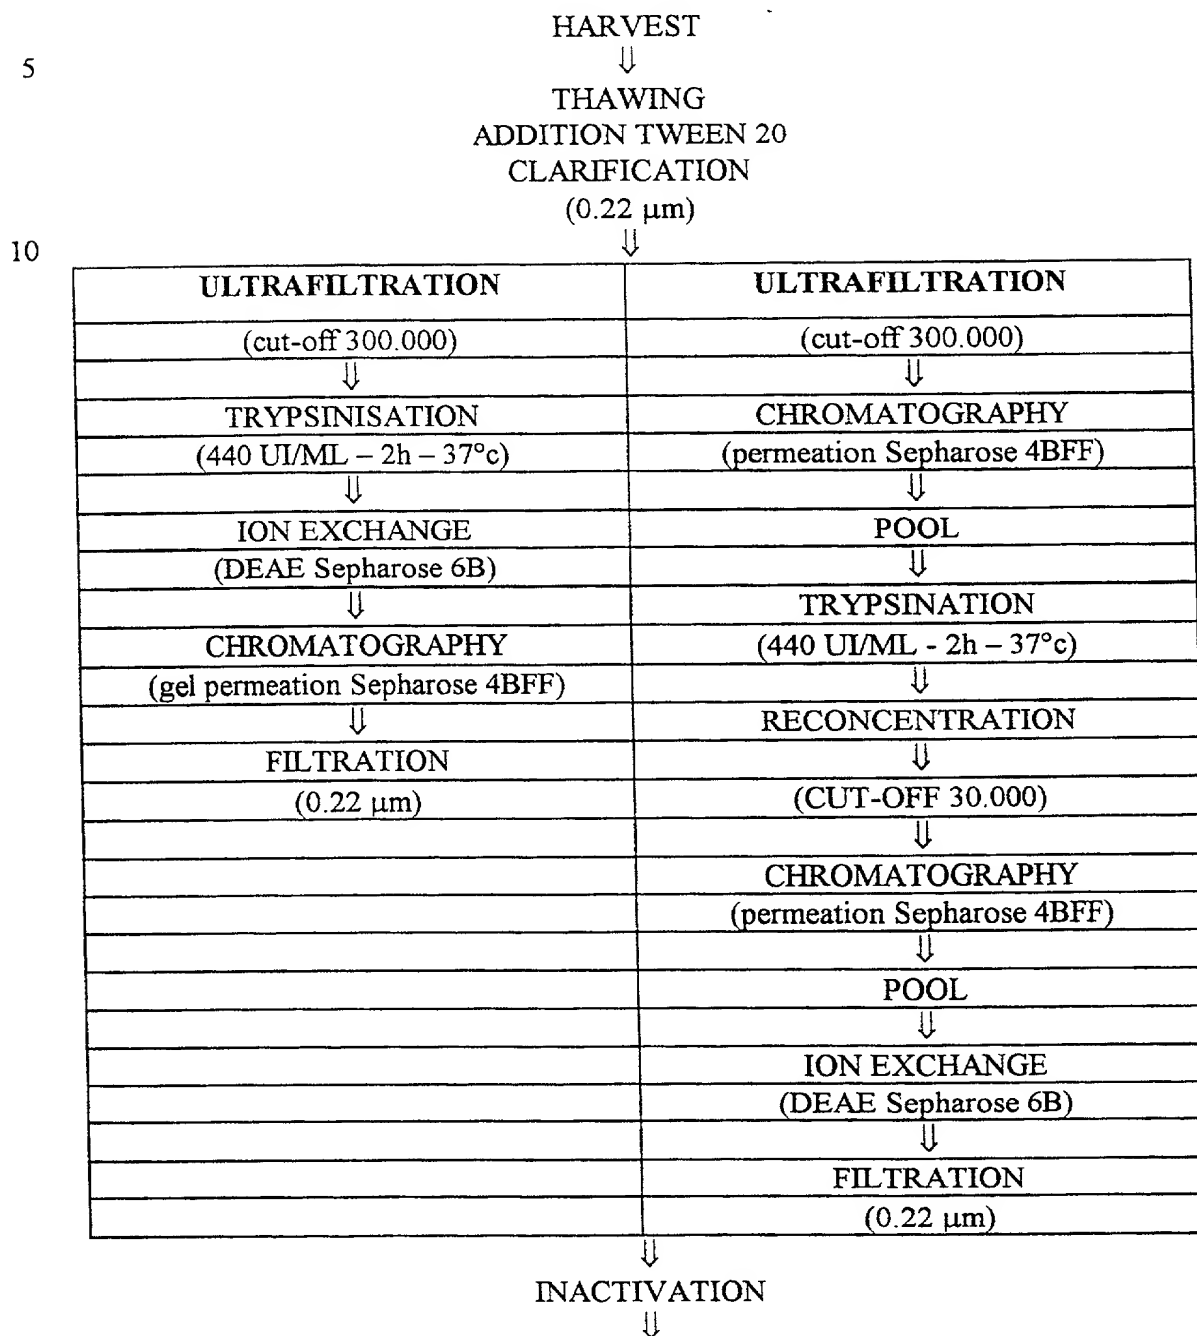 HARVEST
5
⇓
THAWING
ADDITION TWEEN 20
CLARIFICATION
(0.22 µm)
10
⇓
ULTRAFILTRATION
(cut-off 300.000)
⇓
TRYPSINISATION
(440 UI/ML – 2h – 37°c)
⇓
ION EXCHANGE
(DEAE Sepharose 6B)
⇓
CHROMATOGRAPHY
(gel permeation Sepharose 4BFF)
⇓
FILTRATION
(0.22 µm)
ULTRAFILTRATION
(cut-off 300.000)
⇓
CHROMATOGRAPHY
(permeation Sepharose 4BFF)
⇓
POOL
⇓
TRYPSINATION
(440 UI/ML - 2h – 37°c)
⇓
RECONCENTRATION
⇓
(CUT-OFF 30.000)
⇓
CHROMATOGRAPHY
(permeation Sepharose 4BFF)
⇓
POOL
⇓
ION EXCHANGE
(DEAE Sepharose 6B)
⇓
FILTRATION
(0.22 µm)
⇓
INACTIVATION
⇓